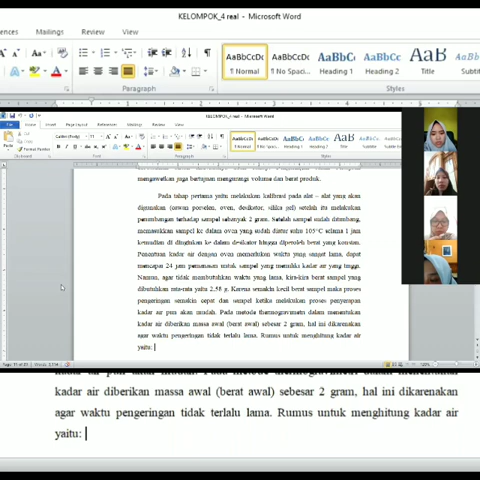 KELOMPOK_4 real - Microsoft Word
Mailings Review View
AaBbCcDc AaBbCcDc AaBbC AaBbCc AaB
¶ Normal ¶ No Spaci... Heading 1 Heading 2 Title
Paragraph Styles
mengawetkan juga bertujuan mengurangi volume dan berat produk.
Pada tahap pertama yaitu melakukan kalibrasi pada alat – alat yang akan
digunakan (cawan porselen, oven, desikator, silika gel) setelah itu melakukan
penimbangan terhadap sampel sebanyak 2 gram. Setelah sampel sudah ditimbang,
memasukkan sampel ke dalam oven yang sudah diatur suhu 105°C selama 1 jam
kemudian di dinginkan ke dalam desikator hingga diperoleh berat yang konstan.
Penentuan kadar air dengan oven memerlukan waktu yang sangat lama, dapat
mencapai 24 jam pemanasan untuk sampel yang memiliki kadar air yang tinggi.
Namun, agar tidak membutuhkan waktu yang lama, kira-kira berat sampel yang
dibutuhkan rata-rata yaitu 2,58 g. Karena semakin kecil berat sampel maka proses
pengeringan semakin cepat dan sampel ketika melakukan proses penyerapan
kadar air pun akan mudah. Pada metode thermogravimetri dalam menentukan
kadar air diberikan massa awal (berat awal) sebesar 2 gram, hal ini dikarenakan
agar waktu pengeringan tidak terlalu lama. Rumus untuk menghitung kadar air
yaitu:
kadar air diberikan massa awal (berat awal) sebesar 2 gram, hal ini dikarenakan
agar waktu pengeringan tidak terlalu lama. Rumus untuk menghitung kadar air
yaitu: